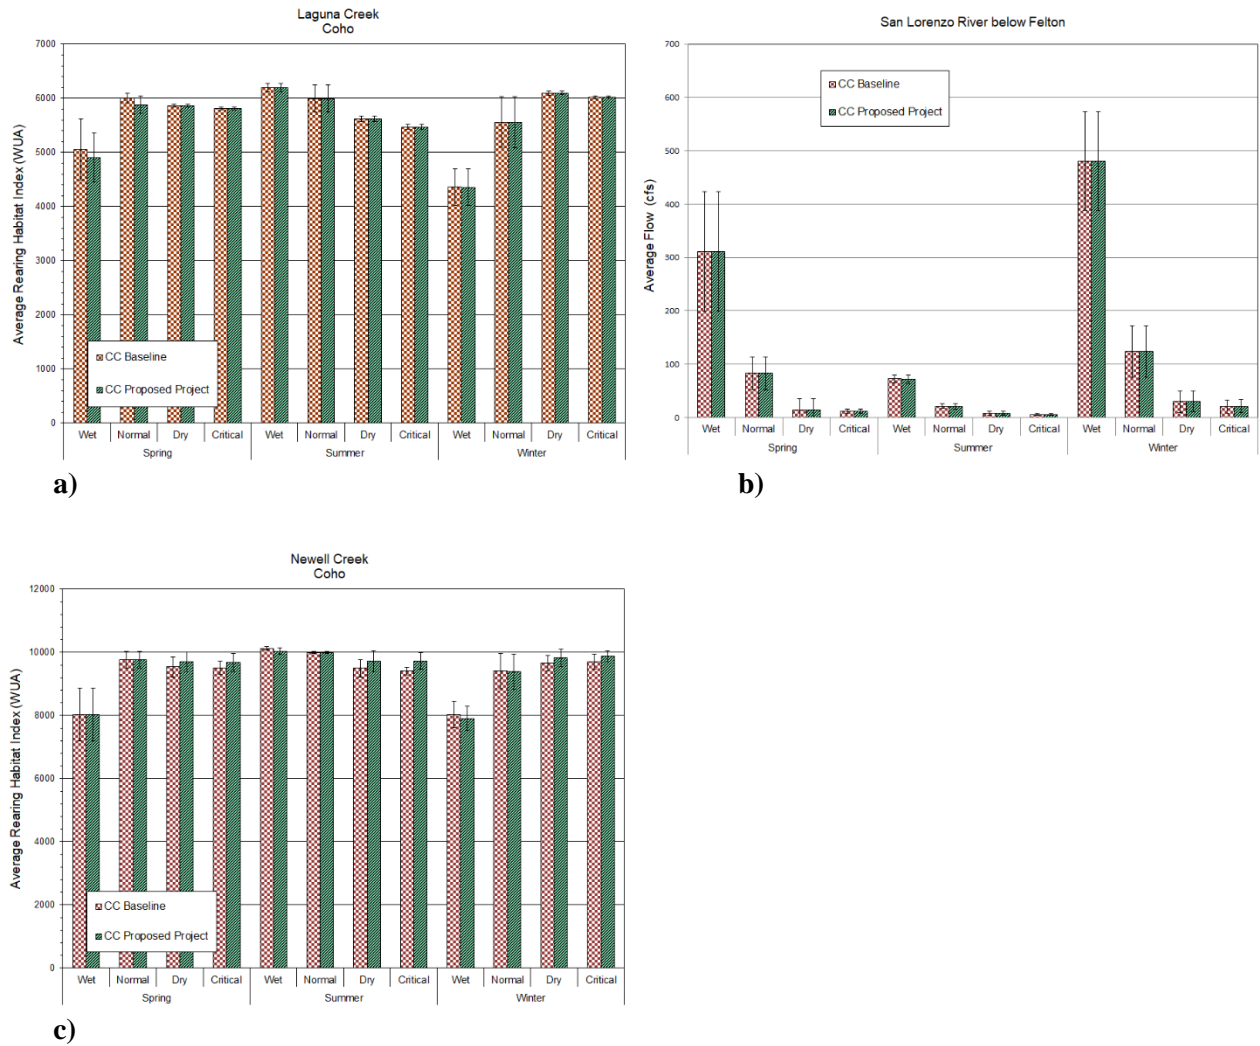 Laguna Creek
Coho
Average Rearing Habitat Index (WUA)
7000
6000
5000
4000
3000
2000
1000
0
CC Baseline
CC Proposed Project
Wet Normal Dry Critical Wet Normal Dry Critical Wet Normal Dry Critical
Spring Summer Winter
a)
San Lorenzo River below Felton
Average Flow (cfs)
700
600
500
400
300
200
100
0
CC Baseline
CC Proposed Project
Wet Normal Dry Critical Wet Normal Dry Critical Wet Normal Dry Critical
Spring Summer Winter
b)
Newell Creek
Coho
Average Rearing Habitat Index (WUA)
12000
10000
8000
6000
4000
2000
0
CC Baseline
CC Proposed Project
Wet Normal Dry Critical Wet Normal Dry Critical Wet Normal Dry Critical
Spring Summer Winter
c)